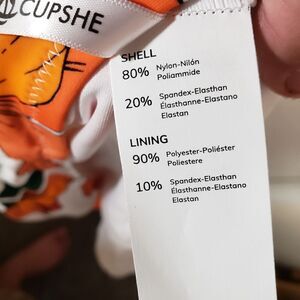 CUPSHE
SHELL
80% Nylon-Nilón
Poliammide
20% Spandex-Elasthan
Élasthanne-Elastano
Elastan
LINING
90% Polyester-Poliéster
Poliestere
10% Spandex-Elasthan
Élasthanne-Elastano
Elastan